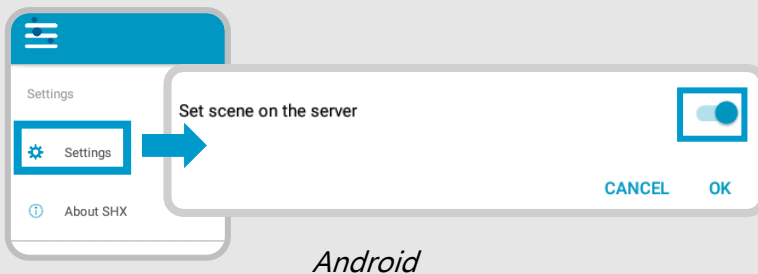 Settings
Settings
About SHX
Set scene on the server
CANCEL OK
Android